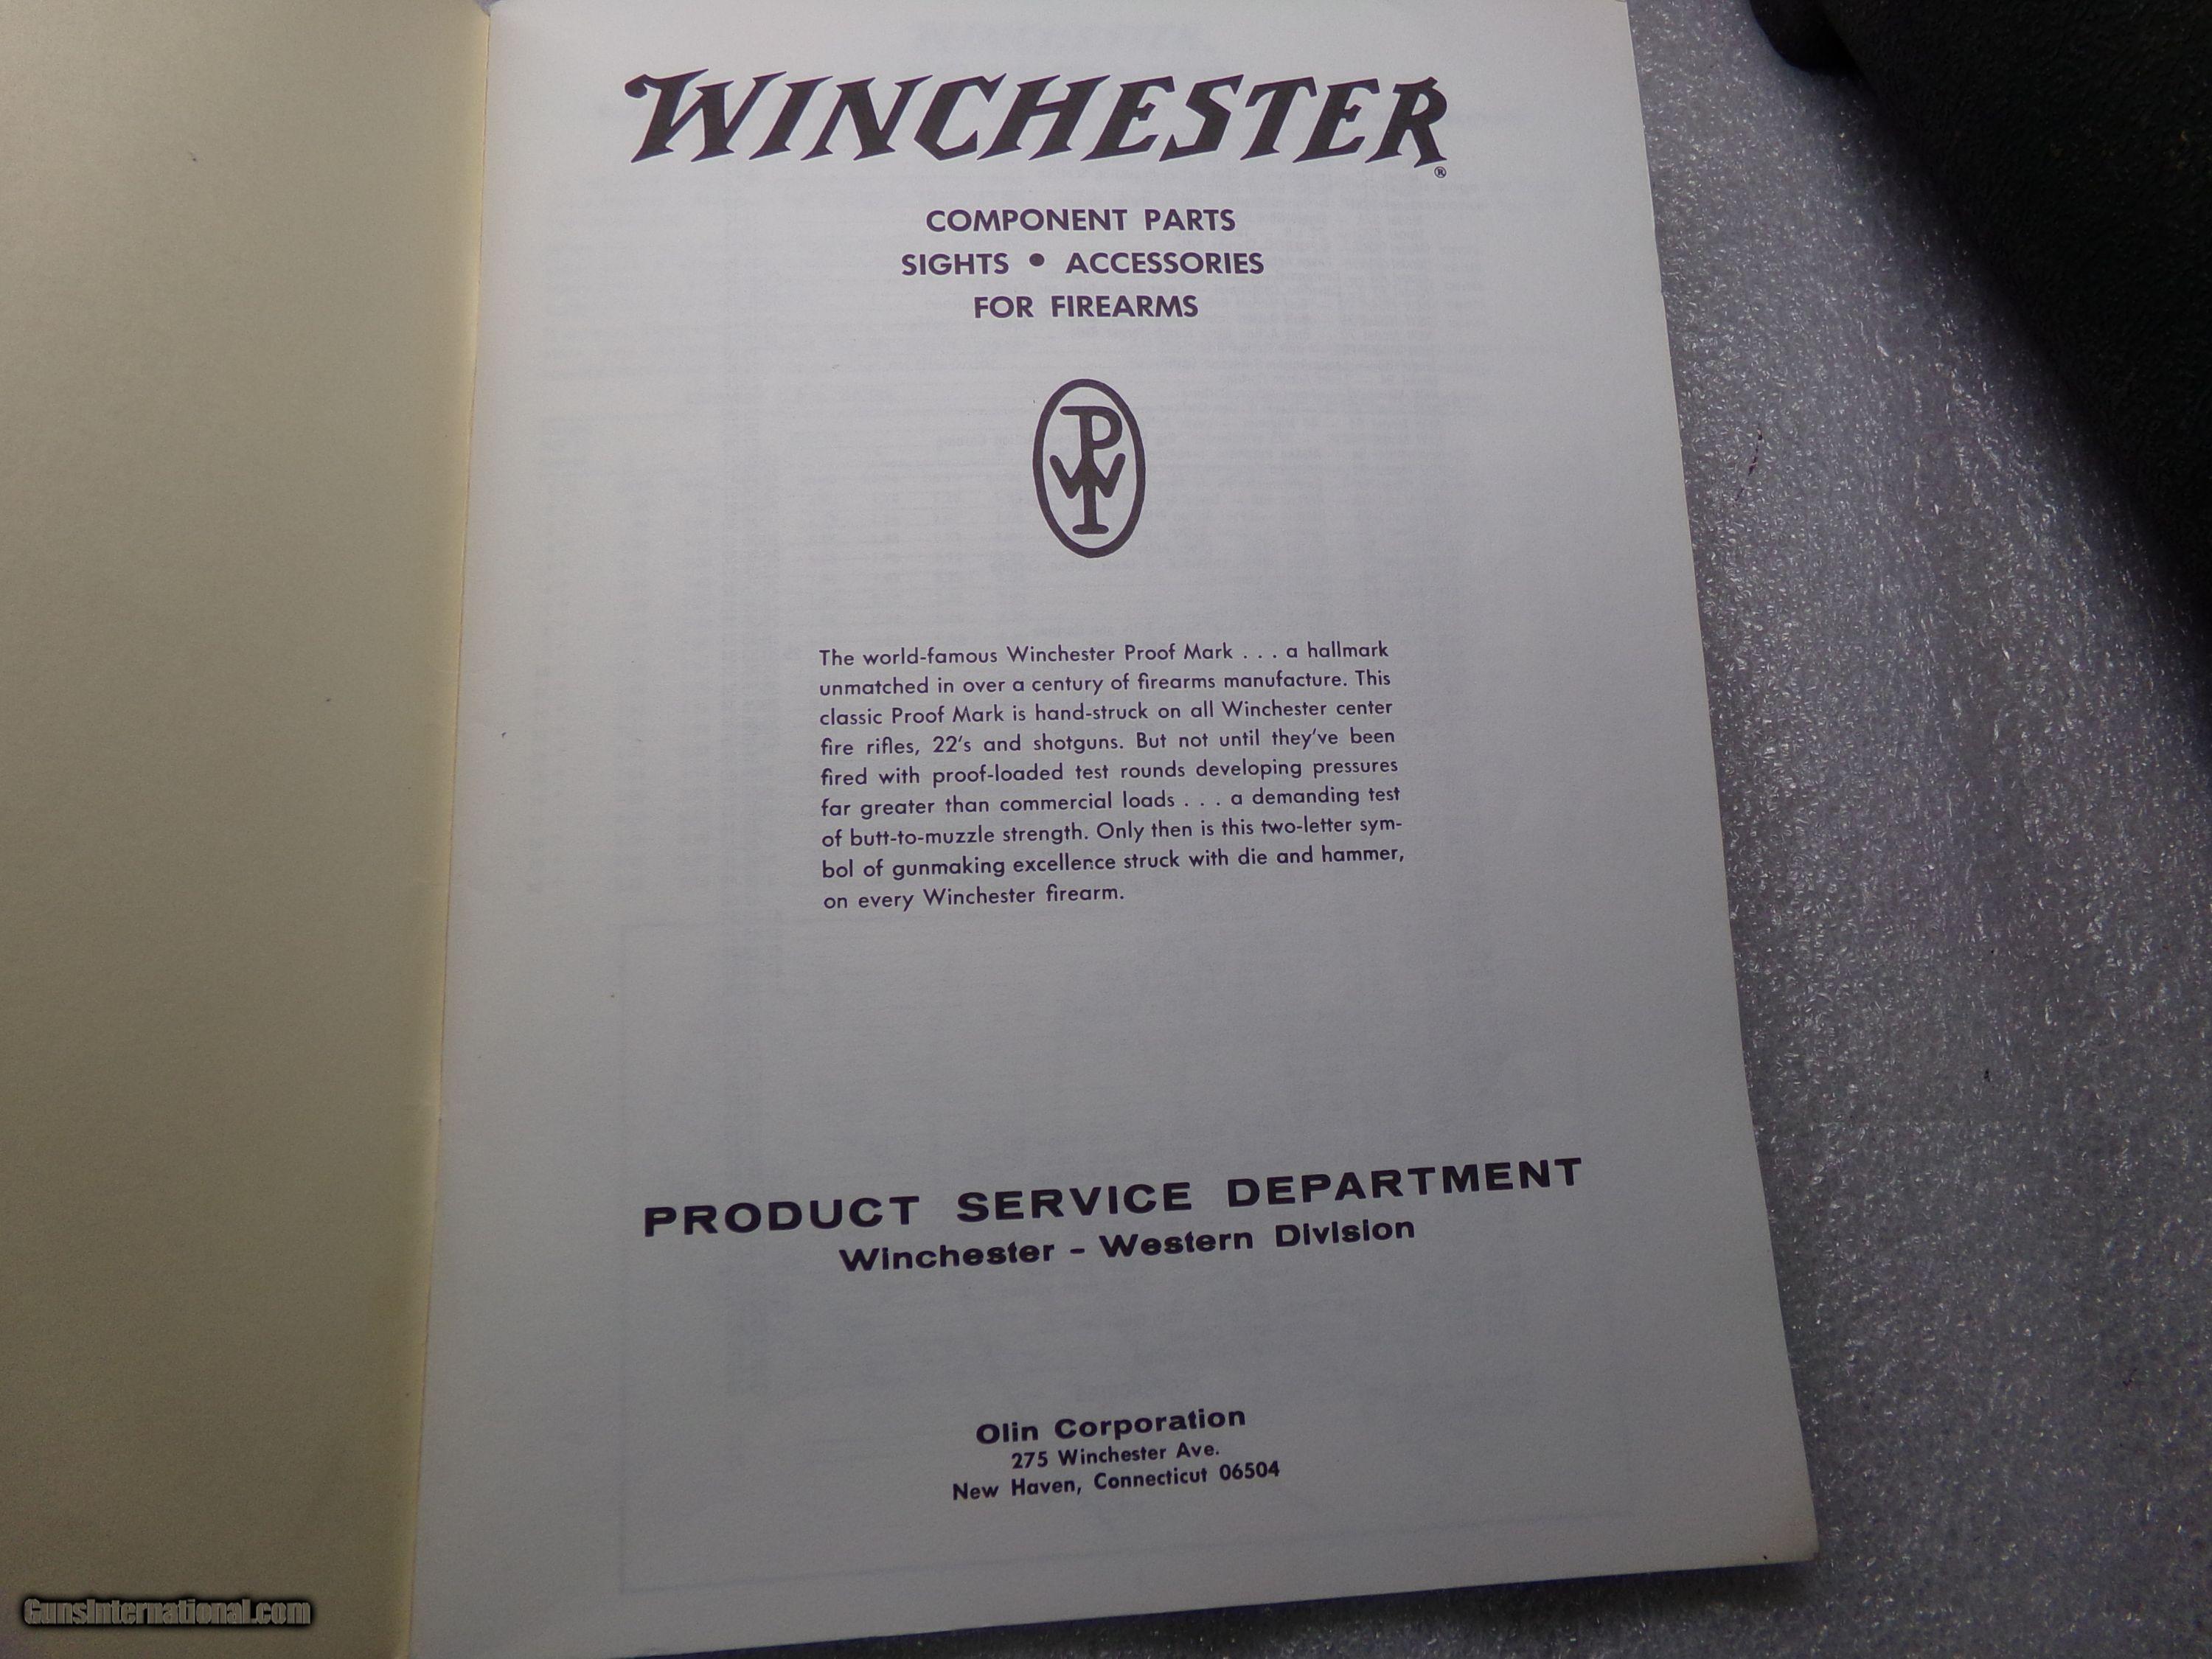 WINCHESTER®
COMPONENT PARTS
SIGHTS • ACCESSORIES
FOR FIREARMS
PW
The world-famous Winchester Proof Mark . . . a hallmark
unmatched in over a century of firearms manufacture. This
classic Proof Mark is hand-struck on all Winchester center
fire rifles, 22's and shotguns. But not until they've been
fired with proof-loaded test rounds developing pressures
far greater than commercial loads . . . a demanding test
of butt-to-muzzle strength. Only then is this two-letter sym-
bol of gunmaking excellence struck with die and hammer,
on every Winchester firearm.
PRODUCT SERVICE DEPARTMENT
Winchester - Western Division
Olin Corporation
275 Winchester Ave.
New Haven, Connecticut 06504
GunsInternational.com